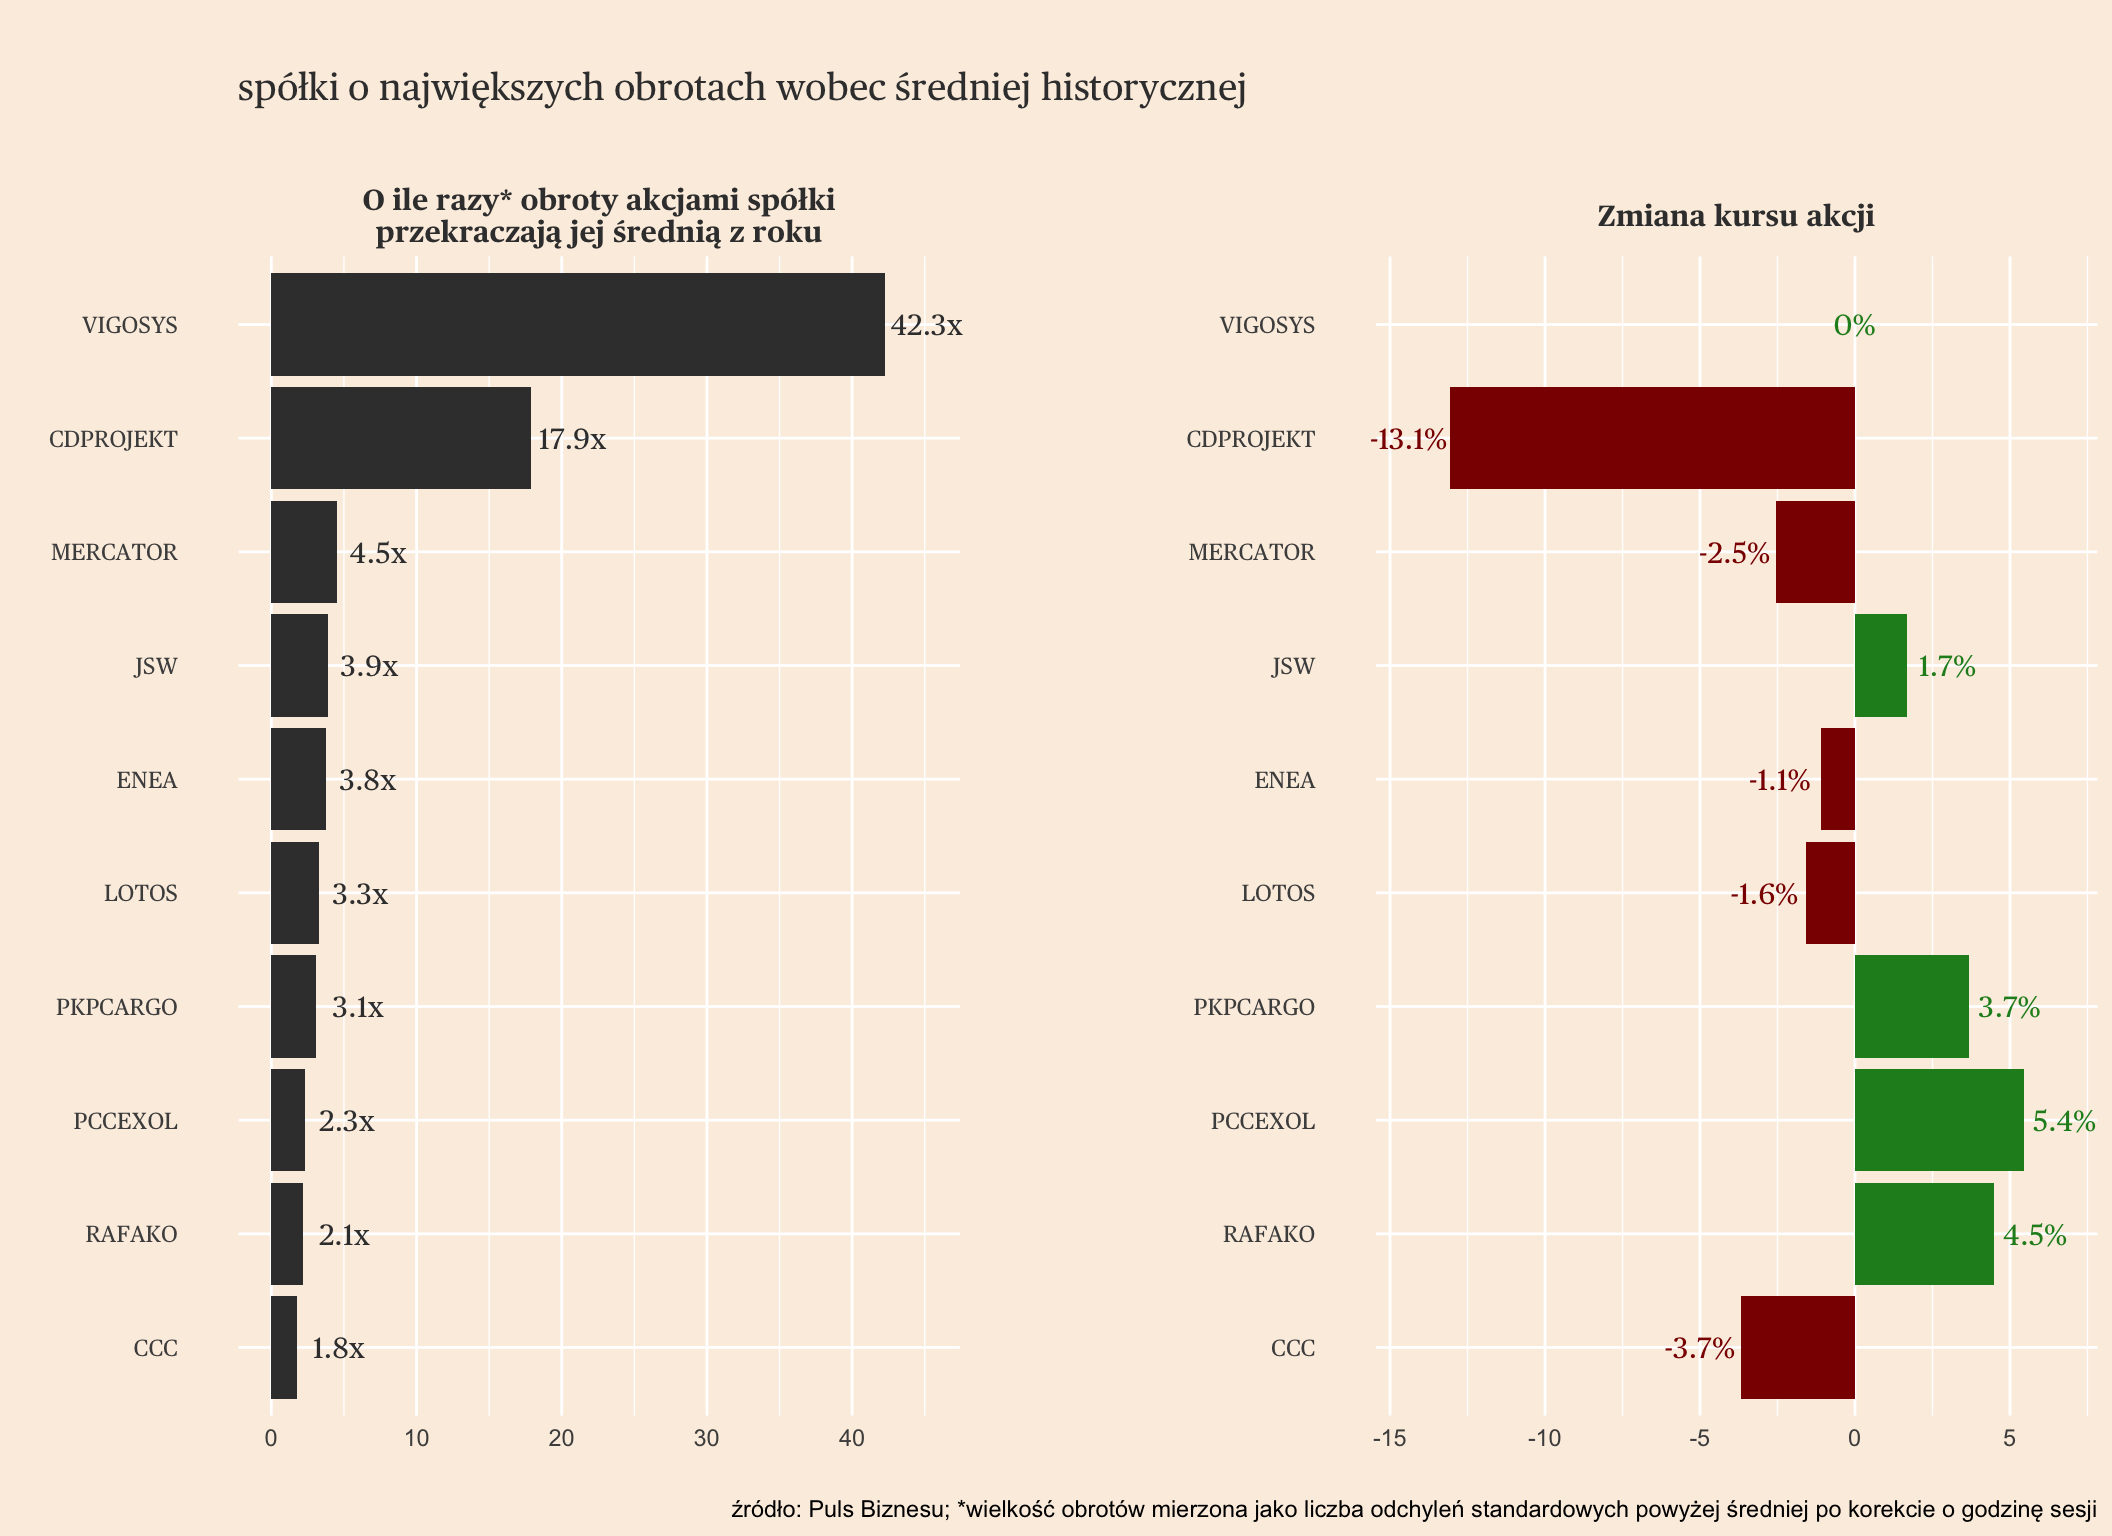 spółki o największych obrotach wobec średniej historycznej
O ile razy* obroty akcjami spółki
przekraczają jej średnią z roku
VIGOSYS
42.3x
CDPROJEKT
17.9x
MERCATOR
4.5x
JSW
3.9x
ENEA
3.8x
LOTOS
3.3x
PKPCARGO
3.1x
PCCEXOL
2.3x
RAFAKO
2.1x
CCC
1.8x
0 10 20 30 40
Zmiana kursu akcji
VIGOSYS
0%
CDPROJEKT
-13.1%
MERCATOR
-2.5%
JSW
1.7%
ENEA
-1.1%
LOTOS
-1.6%
PKPCARGO
3.7%
PCCEXOL
5.4%
RAFAKO
4.5%
CCC
-3.7%
-15 -10 -5 0 5
źródło: Puls Biznesu; *wielkość obrotów mierzona jako liczba odchyleń standardowych powyżej średniej po korekcie o godzinę sesji